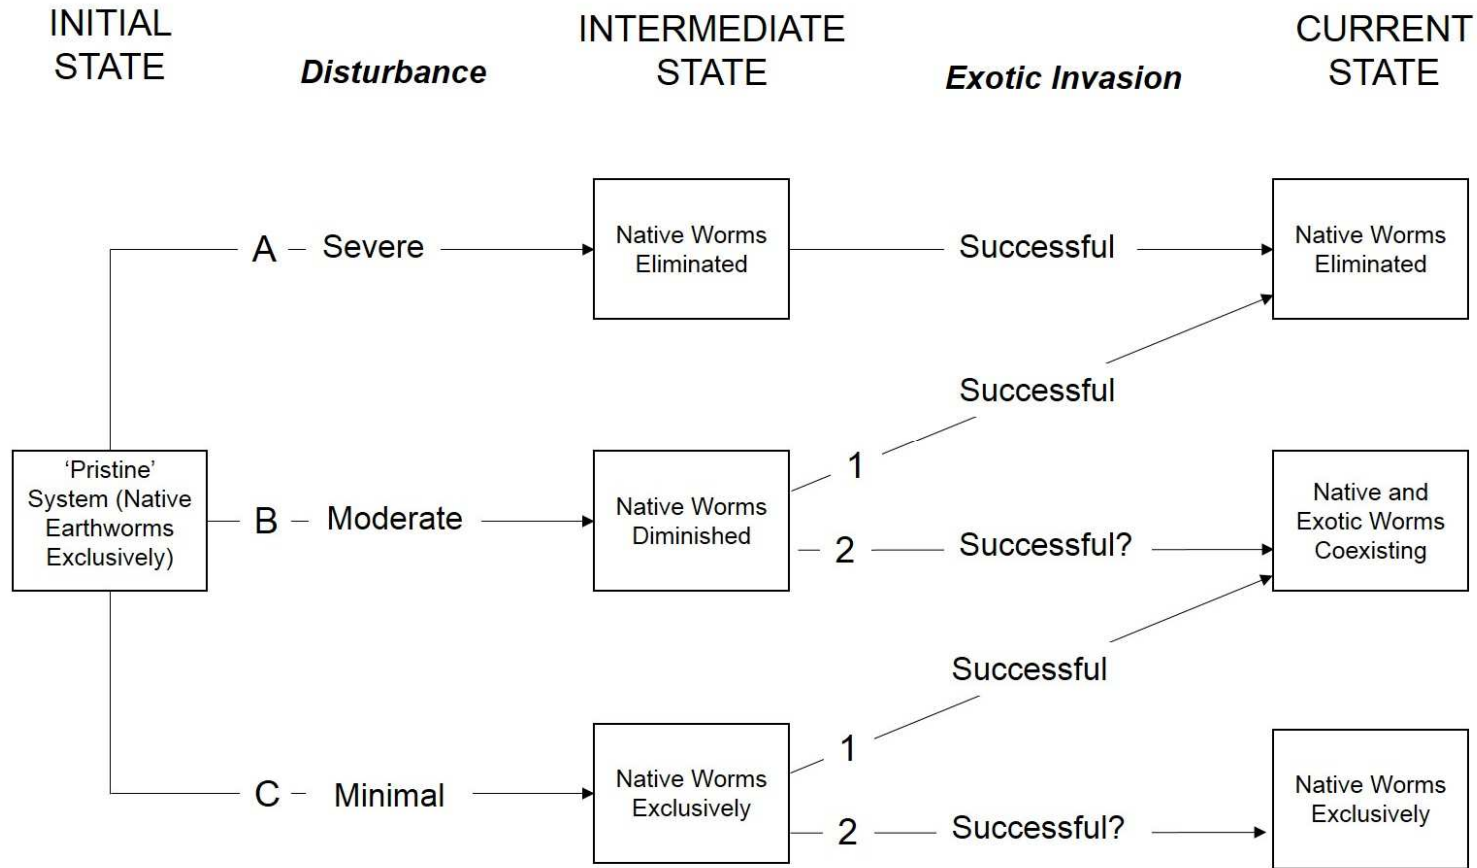 INITIAL
STATE
Disturbance
INTERMEDIATE
STATE
Exotic Invasion
CURRENT
STATE
A
Severe
Native Worms
Eliminated
Successful
Native Worms
Eliminated
Successful
1
'Pristine'
System (Native
Earthworms
Exclusively)
B
Moderate
Native Worms
Diminished
2
Successful?
Native and
Exotic Worms
Coexisting
Successful
1
C
Minimal
Native Worms
Exclusively
2
Successful?
Native Worms
Exclusively